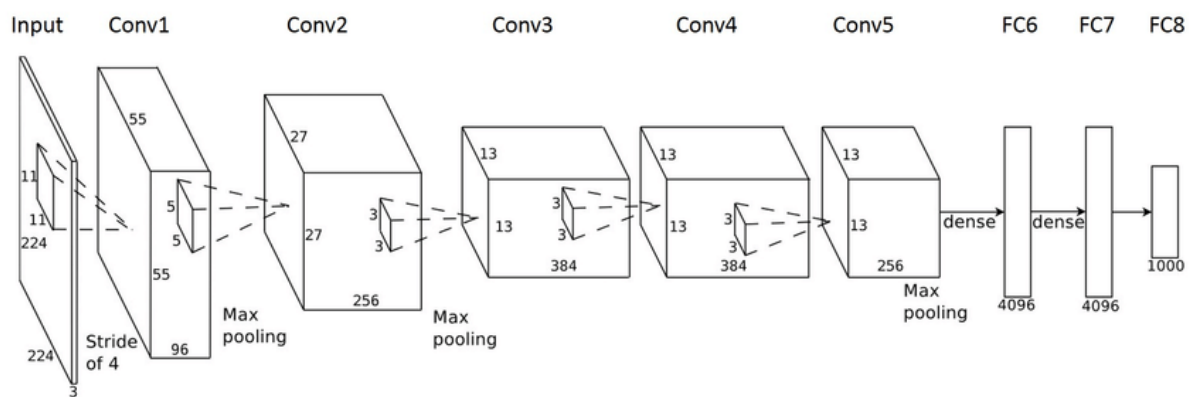 Input Conv1 Conv2 Conv3 Conv4 Conv5 FC6 FC7 FC8
11
11
224
224
3
Stride
of 4
55
55
96
5
5
Max
pooling
27
27
256
3
3
Max
pooling
13
13
384
3
3
13
13
384
3
3
13
13
256
Max
pooling
dense
4096
dense
4096
1000